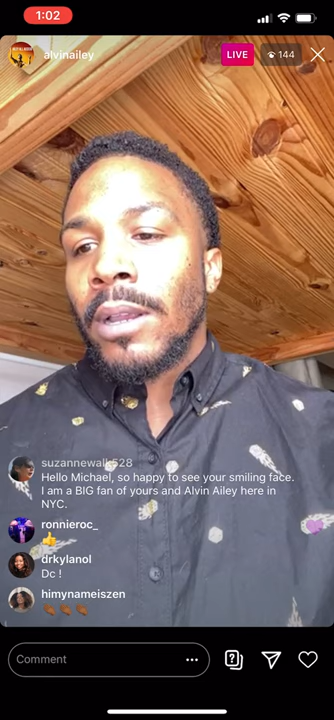 1:02
alvinailey
LIVE
144
suzannewalk528
Hello Michael, so happy to see your smiling face.
I am a BIG fan of yours and Alvin Ailey here in
NYC.
ronnieroc_
drkylanol
Dc !
himynameiszen
Comment